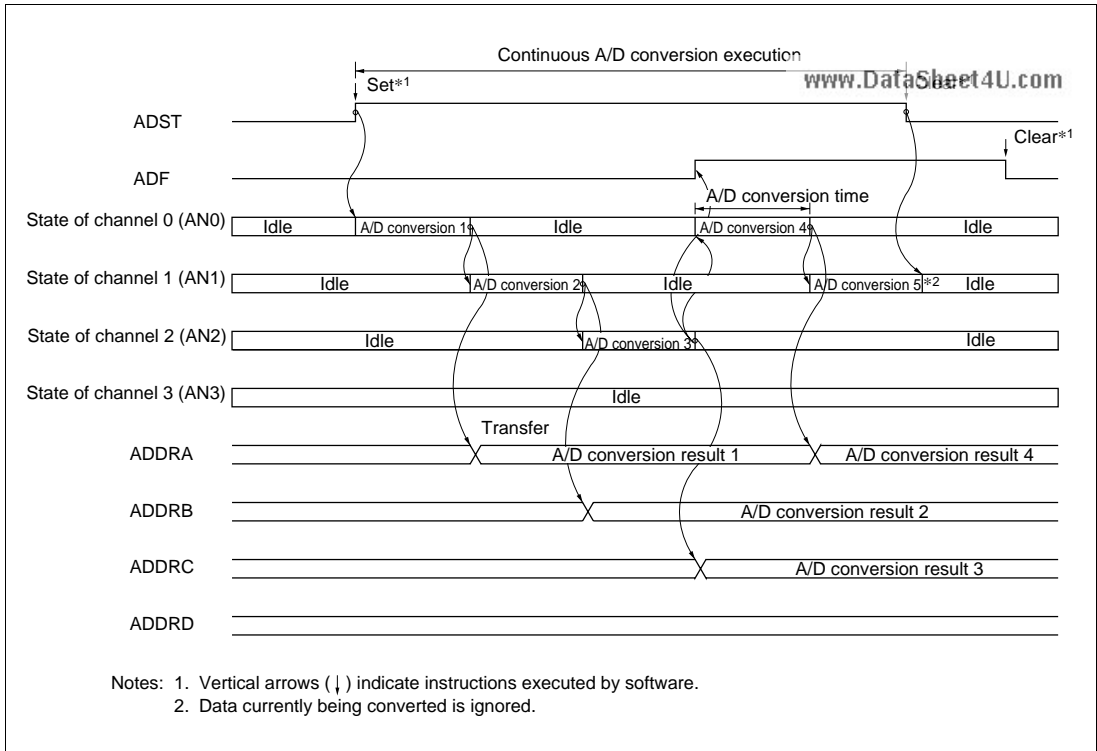 Continuous A/D conversion execution
www.DataSheet4U.com
Set*1
ADST
Clear*1
ADF
A/D conversion time
State of channel 0 (AN0) Idle A/D conversion 1 Idle A/D conversion 4 Idle
State of channel 1 (AN1) Idle A/D conversion 2 Idle A/D conversion 5 *2 Idle
State of channel 2 (AN2) Idle A/D conversion 3 Idle
State of channel 3 (AN3) Idle
Transfer
ADDRA A/D conversion result 1 A/D conversion result 4
ADDRB A/D conversion result 2
ADDRC A/D conversion result 3
ADDRD
Notes: 1. Vertical arrows (↓) indicate instructions executed by software.
2. Data currently being converted is ignored.